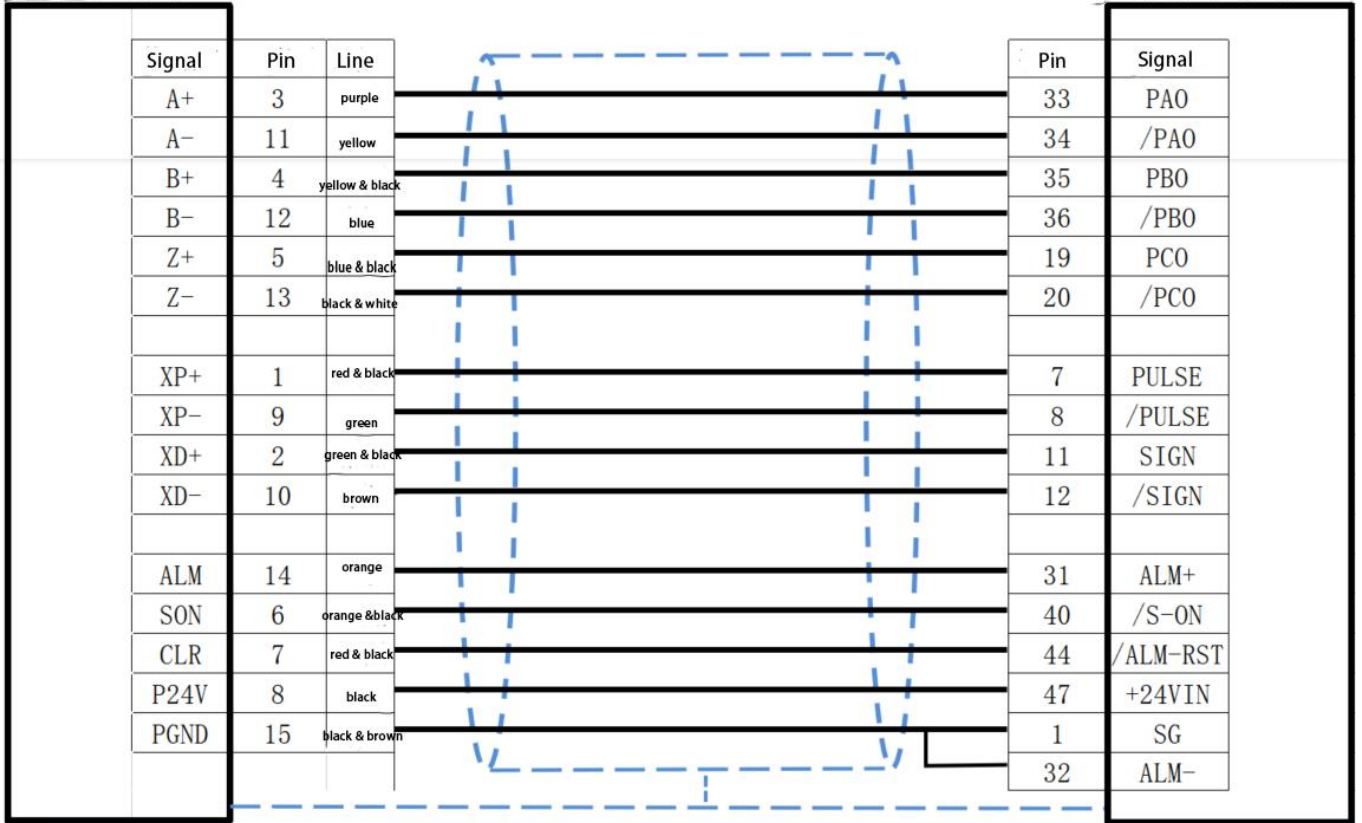 Signal Pin Line Pin Signal
A+ 3 purple 33 PAO
A- 11 yellow 34 /PAO
B+ 4 yellow & black 35 PBO
B- 12 blue 36 /PBO
Z+ 5 blue & black 19 PCO
Z- 13 black & white 20 /PCO
XP+ 1 red & black 7 PULSE
XP- 9 green 8 /PULSE
XD+ 2 green & black 11 SIGN
XD- 10 brown 12 /SIGN
ALM 14 orange 31 ALM+
SON 6 orange &black 40 /S-ON
CLR 7 red & black 44 /ALM-RST
P24V 8 black 47 +24VIN
PGND 15 black & brown 1 SG
32 ALM-